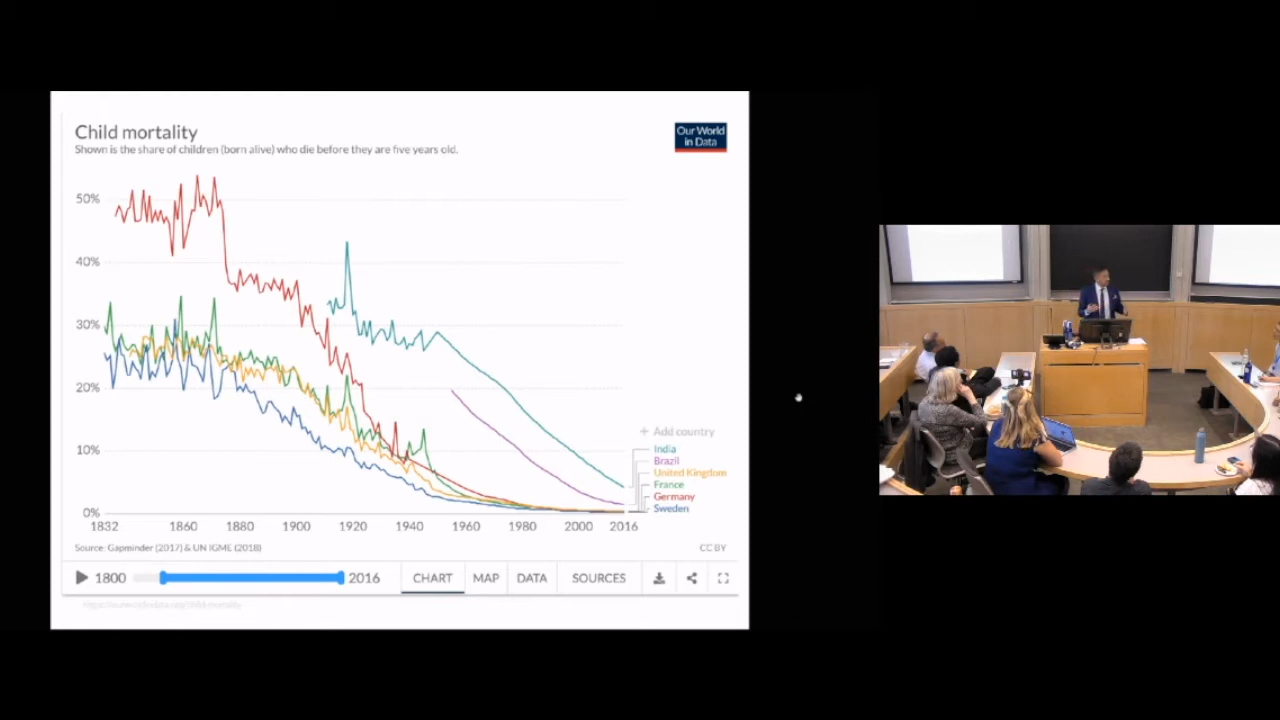 Child mortality
Shown is the share of children (born alive) who die before they are five years old.
Our World
in Data
50%
40%
30%
20%
10%
0%
1832
1860
1880
1900
1920
1940
1960
1980
2000
2016
+ Add country
India
Brazil
United Kingdom
France
Germany
Sweden
Source: Gapminder (2017) & UN IGME (2018)
CC BY
1800
2016
CHART
MAP
DATA
SOURCES